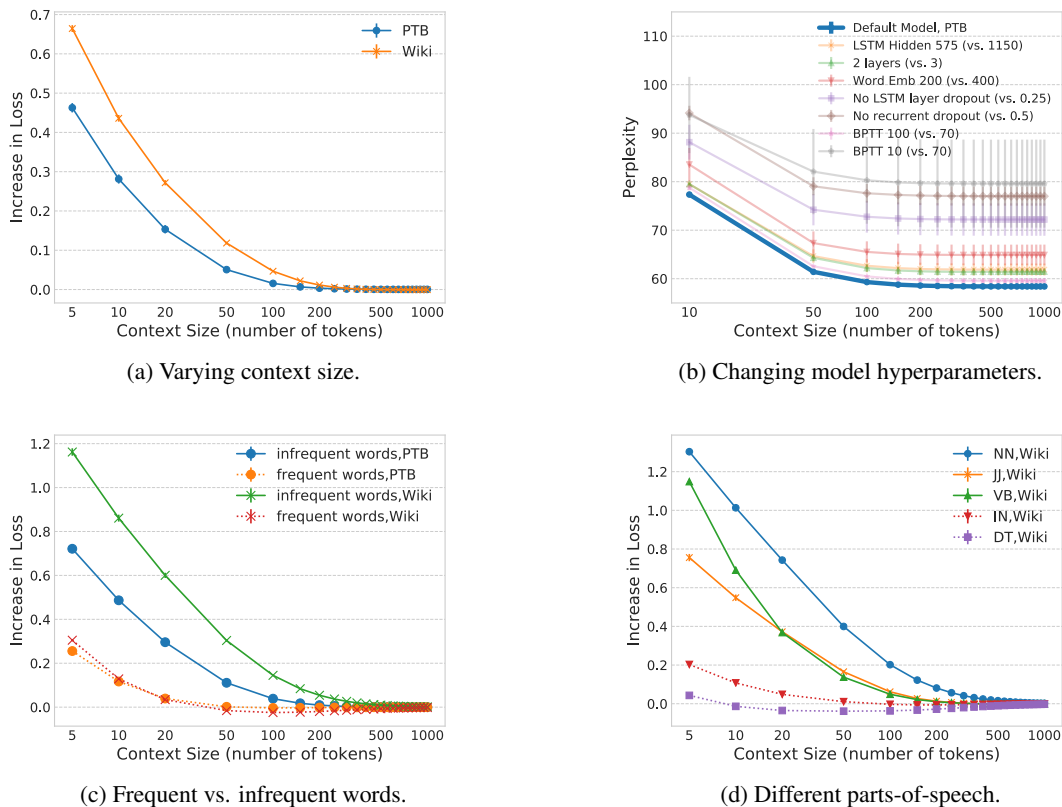 0.7
0.6
0.5
0.4
0.3
0.2
0.1
0.0
Increase in Loss
PTB
Wiki
5 10 20 50 100 200 500 1000
Context Size (number of tokens)
(a) Varying context size.
110
100
90
80
70
60
Perplexity
Default Model, PTB
LSTM Hidden 575 (vs. 1150)
2 layers (vs. 3)
Word Emb 200 (vs. 400)
No LSTM layer dropout (vs. 0.25)
No recurrent dropout (vs. 0.5)
BPTT 100 (vs. 70)
BPTT 10 (vs. 70)
10 50 100 200 500 1000
Context Size (number of tokens)
(b) Changing model hyperparameters.
1.2
1.0
0.8
0.6
0.4
0.2
0.0
Increase in Loss
infrequent words,PTB
frequent words,PTB
infrequent words,Wiki
frequent words,Wiki
5 10 20 50 100 200 500 1000
Context Size (number of tokens)
(c) Frequent vs. infrequent words.
1.2
1.0
0.8
0.6
0.4
0.2
0.0
Increase in Loss
NN,Wiki
JJ,Wiki
VB,Wiki
IN,Wiki
DT,Wiki
5 10 20 50 100 200 500 1000
Context Size (number of tokens)
(d) Different parts-of-speech.